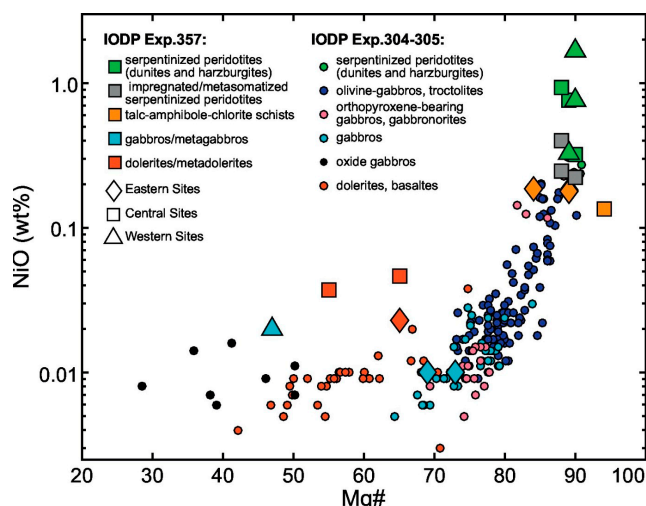 IODP Exp.357:
serpentinized peridotites
(dunites and harzburgites)
impregnated/metasomatized
serpentinized peridotites
talc-amphibole-chlorite schists
gabbros/metagabbros
dolerites/metadolerites
Eastern Sites
Central Sites
Western Sites
IODP Exp.304-305:
serpentinized peridotites
(dunites and harzburgites)
olivine-gabbros, troctolites
orthopyroxene-bearing
gabbros, gabbronorites
gabbros
oxide gabbros
dolerites, basaltes
NiO (wt%)
1.0
0.1
0.01
20 30 40 50 60 70 80 90 100
Mg#